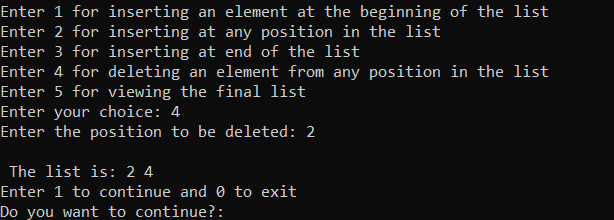 Enter 1 for inserting an element at the beginning of the list
Enter 2 for inserting at any position in the list
Enter 3 for inserting at end of the list
Enter 4 for deleting an element from any position in the list
Enter 5 for viewing the final list
Enter your choice: 4
Enter the position to be deleted: 2
The list is: 2 4
Enter 1 to continue and 0 to exit
Do you want to continue?: